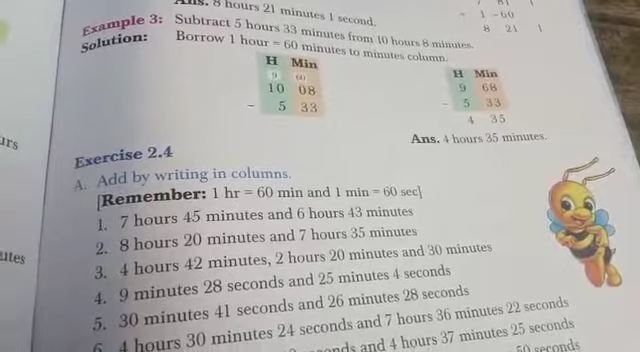 Ans. 8 hours 21 minutes 1 second.
1 -60
8 21 1
Example 3: Subtract 5 hours 33 minutes from 10 hours 8 minutes.
Solution: Borrow 1 hour = 60 minutes to minutes column.
H Min
9 60
10 08
- 5 33
H Min
9 68
- 5 33
4 35
Ans. 4 hours 35 minutes.
Exercise 2.4
A. Add by writing in columns.
[Remember: 1 hr = 60 min and 1 min = 60 sec]
1. 7 hours 45 minutes and 6 hours 43 minutes
2. 8 hours 20 minutes and 7 hours 35 minutes
3. 4 hours 42 minutes, 2 hours 20 minutes and 30 minutes
4. 9 minutes 28 seconds and 25 minutes 4 seconds
5. 30 minutes 41 seconds and 26 minutes 28 seconds
6. 4 hours 30 minutes 24 seconds and 7 hours 36 minutes 22 seconds
and 4 hours 37 minutes 25 seconds
50 seconds